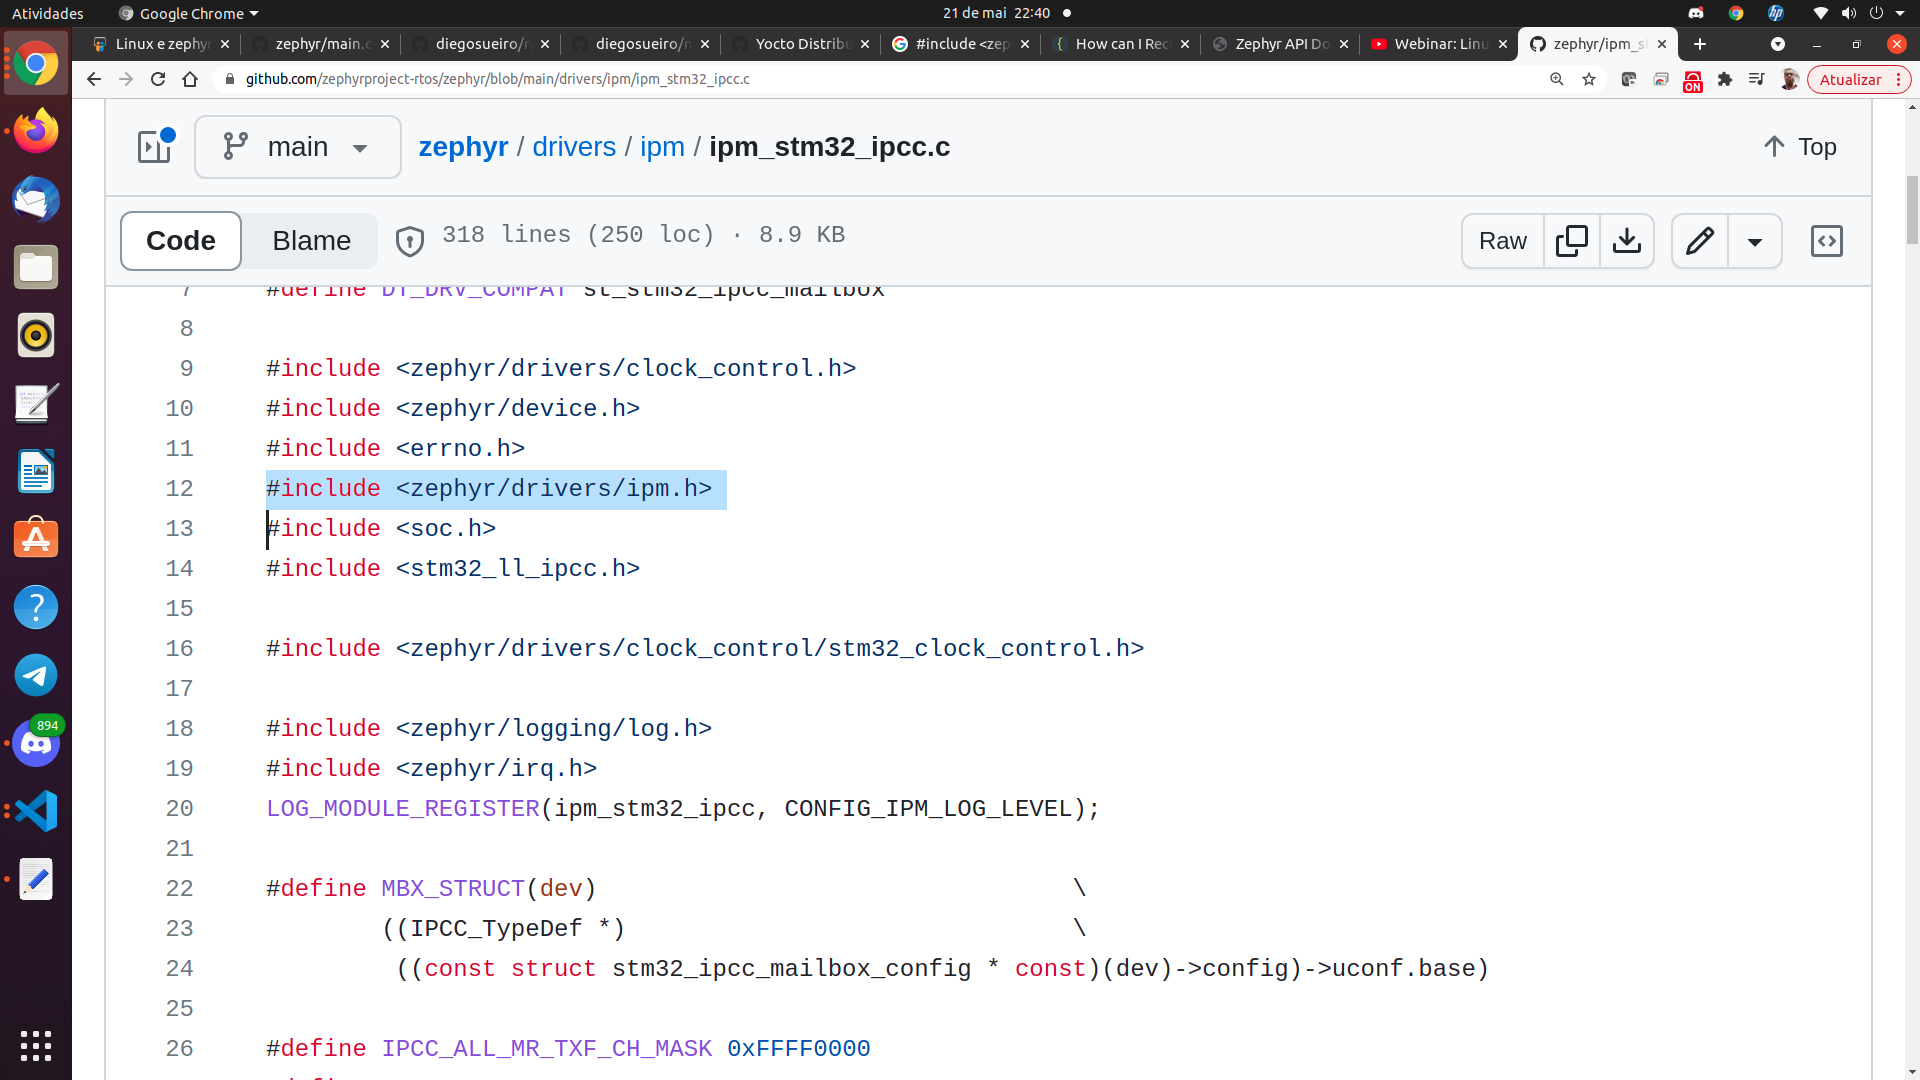 Atividades Google Chrome 21 de mai 22:40
Linux e zephyr zephyr/main.c diegosueiro/ diegosueiro/ Yocto Distribu #include <zep How can I Rec Zephyr API Do Webinar: Linu zephyr/ipm_st
github.com/zephyrproject-rtos/zephyr/blob/main/drivers/ipm/ipm_stm32_ipcc.c ON Atualizar
main zephyr / drivers / ipm / ipm_stm32_ipcc.c Top
Code Blame 318 lines (250 loc) · 8.9 KB Raw
7 #define DT_DRV_COMPAT st_stm32_ipcc_mailbox
8
9 #include <zephyr/drivers/clock_control.h>
10 #include <zephyr/device.h>
11 #include <errno.h>
12 #include <zephyr/drivers/ipm.h>
13 #include <soc.h>
14 #include <stm32_ll_ipcc.h>
15
16 #include <zephyr/drivers/clock_control/stm32_clock_control.h>
17
18 #include <zephyr/logging/log.h>
19 #include <zephyr/irq.h>
20 LOG_MODULE_REGISTER(ipm_stm32_ipcc, CONFIG_IPM_LOG_LEVEL);
21
22 #define MBX_STRUCT(dev) \
23 ((IPCC_TypeDef *) \
24 ((const struct stm32_ipcc_mailbox_config * const)(dev)->config)->uconf.base)
25
26 #define IPCC_ALL_MR_TXF_CH_MASK 0xFFFF0000
894